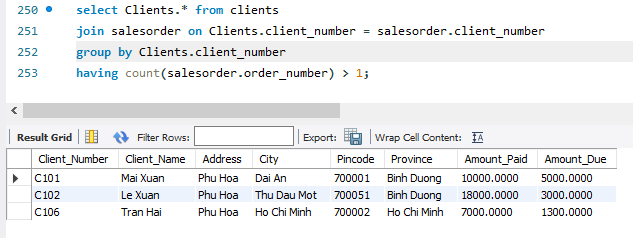 250 select Clients.* from clients
251 join salesorder on Clients.client_number = salesorder.client_number
252 group by Clients.client_number
253 having count(salesorder.order_number) > 1;
Result Grid Filter Rows: Export: Wrap Cell Content:
Client_Number Client_Name Address City Pincode Province Amount_Paid Amount_Due
C101 Mai Xuan Phu Hoa Dai An 700001 Binh Duong 10000.0000 5000.0000
C102 Le Xuan Phu Hoa Thu Dau Mot 700051 Binh Duong 18000.0000 3000.0000
C106 Tran Hai Phu Hoa Ho Chi Minh 700002 Ho Chi Minh 7000.0000 1300.0000